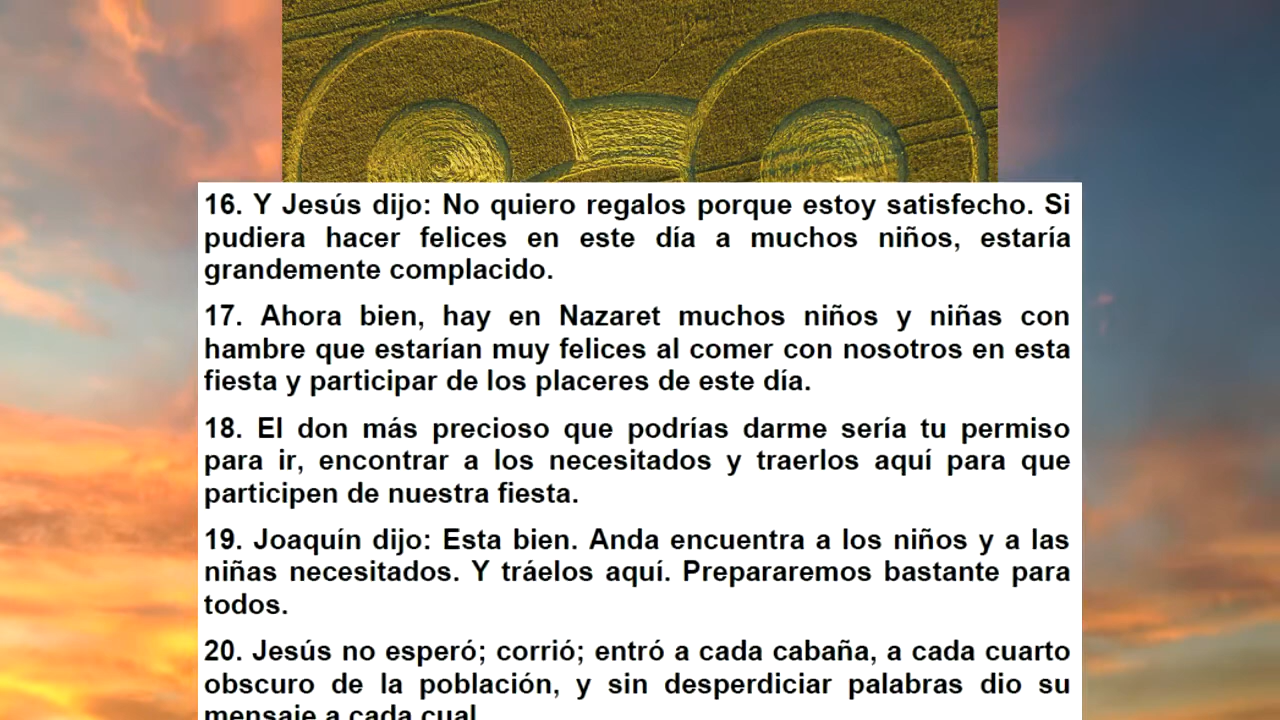 16. Y Jesús dijo: No quiero regalos porque estoy satisfecho. Si
pudiera hacer felices en este día a muchos niños, estaría
grandemente complacido.
17. Ahora bien, hay en Nazaret muchos niños y niñas con
hambre que estarían muy felices al comer con nosotros en esta
fiesta y participar de los placeres de este día.
18. El don más precioso que podrías darme sería tu permiso
para ir, encontrar a los necesitados y traerlos aquí para que
participen de nuestra fiesta.
19. Joaquín dijo: Esta bien. Anda encuentra a los niños y a las
niñas necesitados. Y tráelos aquí. Prepararemos bastante para
todos.
20. Jesús no esperó; corrió; entró a cada cabaña, a cada cuarto
obscuro de la población, y sin desperdiciar palabras dio su
mensaje a cada cual